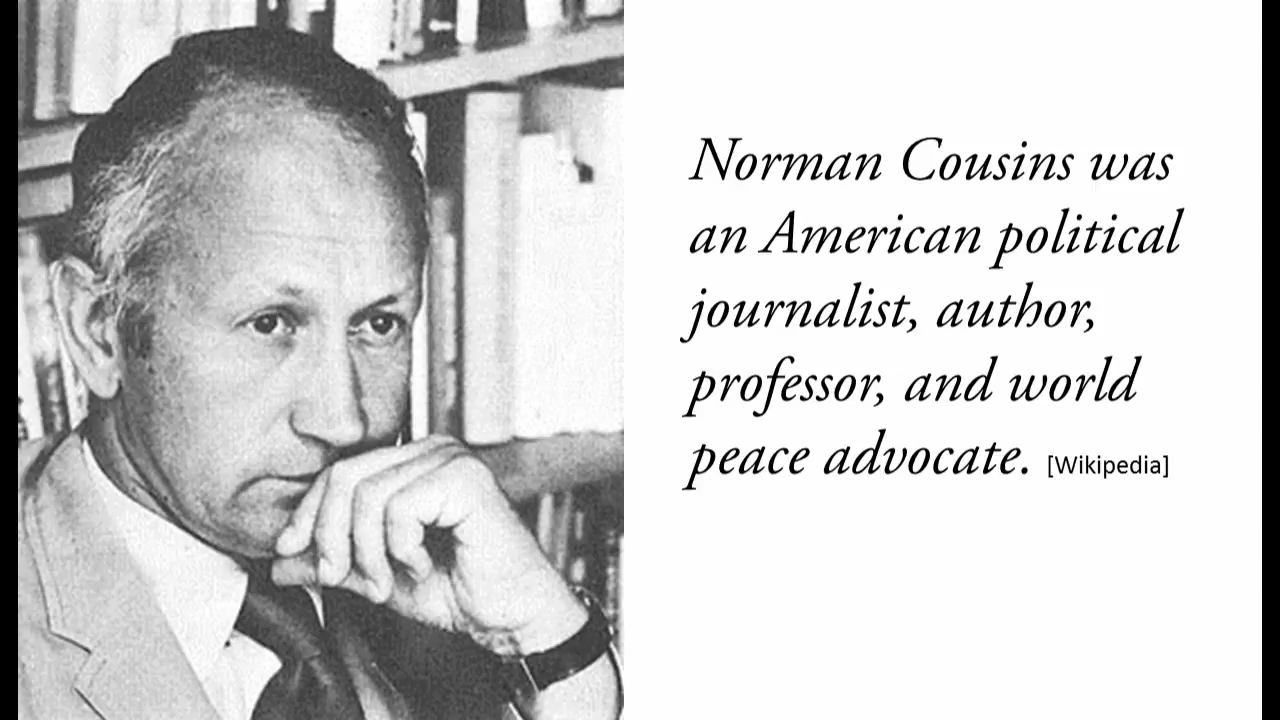 Norman Cousins was
an American political
journalist, author,
professor, and world
peace advocate. [Wikipedia]